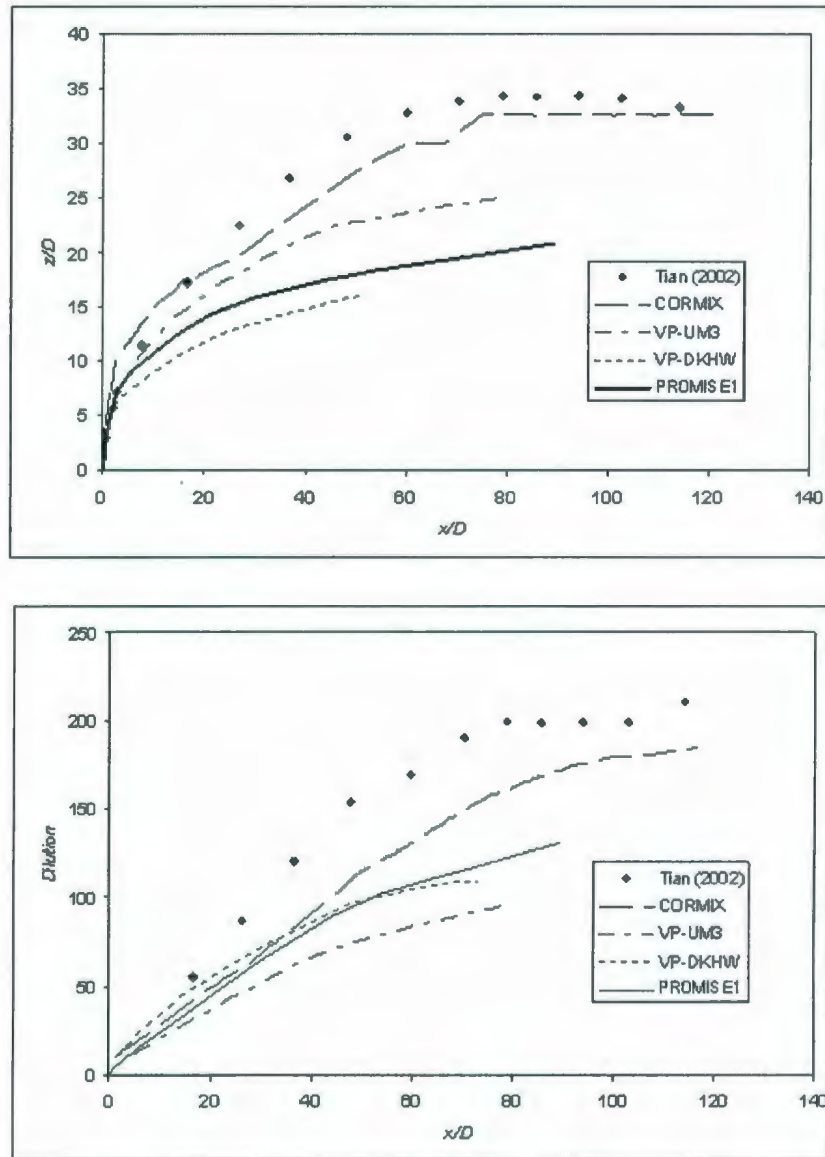 40
35
30
25
20
15
10
5
0
z/D
0 20 40 60 80 100 120 140
x/D
Tian (2002)
CORMIX
VP-UM3
VP-DKHW
PROMISE1
250
200
150
100
50
0
Dilution
0 20 40 60 80 100 120 140
x/D
Tian (2002)
CORMIX
VP-UM3
VP-DKHW
PROMISE1